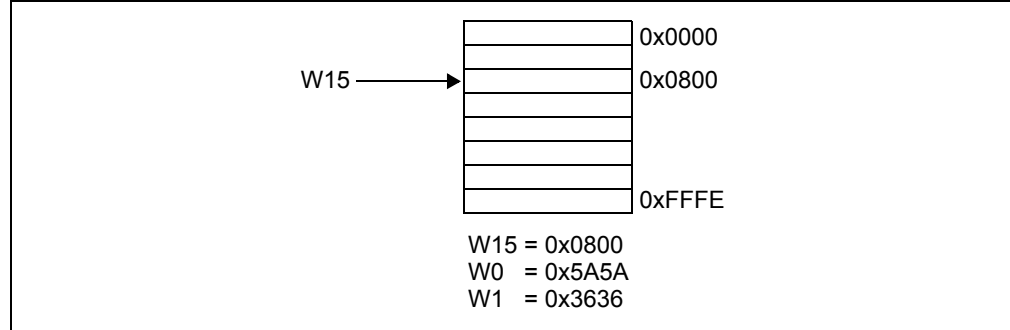 0x0000
W15 0x0800
0xFFFE
W15 = 0x0800
W0 = 0x5A5A
W1 = 0x3636